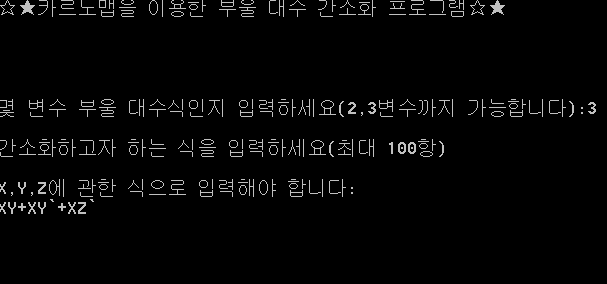 ☆★카르노맵을 이용한 부울 대수 간소화 프로그램☆★
몇 변수 부울 대수식인지 입력하세요(2,3변수까지 가능합니다):3
간소화하고자 하는 식을 입력하세요(최대 100항)
X,Y,Z에 관한 식으로 입력해야 합니다:
XY+XY`+XZ`